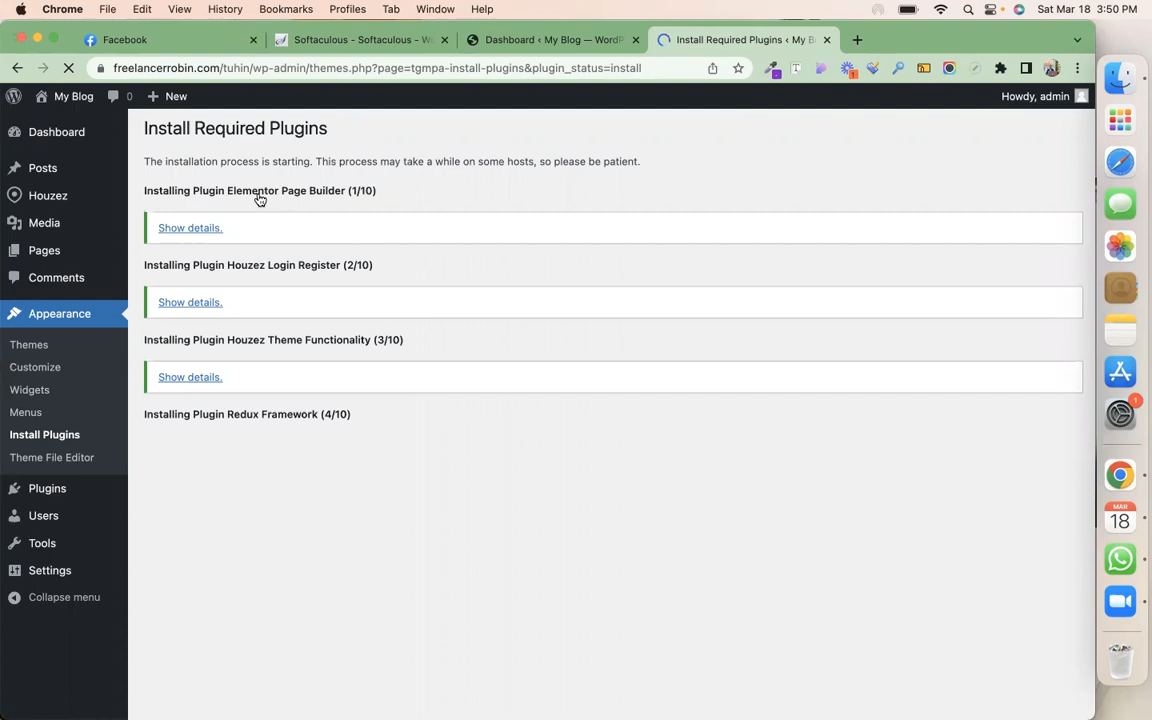 Chrome File Edit View History Bookmarks Profiles Tab Window Help Sat Mar 18 3:50 PM
Facebook Softaculous - Softaculous - W Dashboard ‹ My Blog — WordP Install Required Plugins ‹ My B
freelancerrobin.com/tuhin/wp-admin/themes.php?page=tgmpa-install-plugins&plugin_status=install
My Blog 0 New Howdy, admin
Dashboard
Posts
Houzez
Media
Pages
Comments
Appearance
Themes
Customize
Widgets
Menus
Install Plugins
Theme File Editor
Plugins
Users
Tools
Settings
Collapse menu
Install Required Plugins
The installation process is starting. This process may take a while on some hosts, so please be patient.
Installing Plugin Elementor Page Builder (1/10)
Show details.
Installing Plugin Houzez Login Register (2/10)
Show details.
Installing Plugin Houzez Theme Functionality (3/10)
Show details.
Installing Plugin Redux Framework (4/10)
1
1
MAR
18